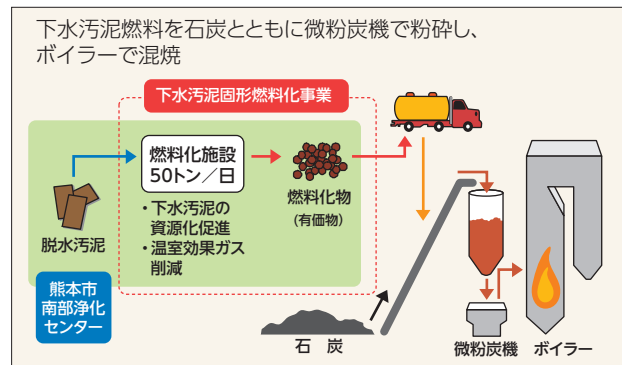 下水汚泥燃料を石炭とともに微粉炭機で粉砕し、
ボイラーで混焼
下水汚泥固形燃料化事業
燃料化施設
50トン／日
・下水汚泥の
資源化促進
・温室効果ガス
削減
燃料化物
(有価物)
脱水汚泥
熊本市
南部浄化
センター
石 炭
微粉炭機
ボイラー